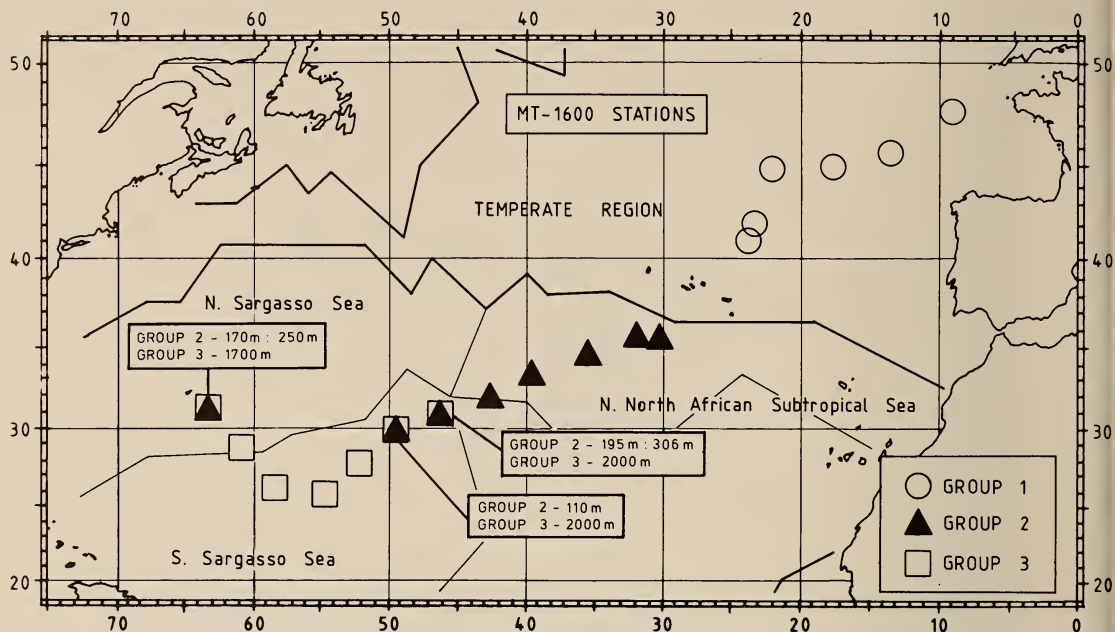 70 60 50 40 30 20 10 0
50 50
MT-1600 STATIONS
TEMPERATE REGION
40 40
N. Sargasso Sea
GROUP 2 - 170m : 250m
GROUP 3 - 1700m
N. North African Subtropical Sea
30 30
GROUP 2 - 195m : 306m
GROUP 3 - 2000m
GROUP 1
GROUP 2 - 110m
GROUP 3 - 2000m
GROUP 2
S. Sargasso Sea
GROUP 3
20 20
70 60 50 40 30 20 10 0